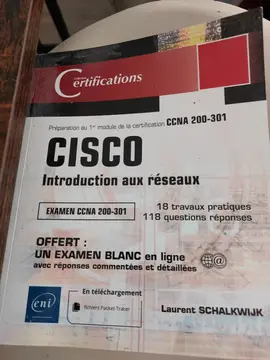 Certifications
Préparation au 1er module de la certification CCNA 200-301
CISCO
Introduction aux réseaux
EXAMEN CCNA 200-301
18 travaux pratiques
118 questions réponses
OFFERT :
UN EXAMEN BLANC en ligne
avec réponses commentées et détaillées
En téléchargement
fichiers Packet Tracer
eni
Laurent SCHALKWIJK